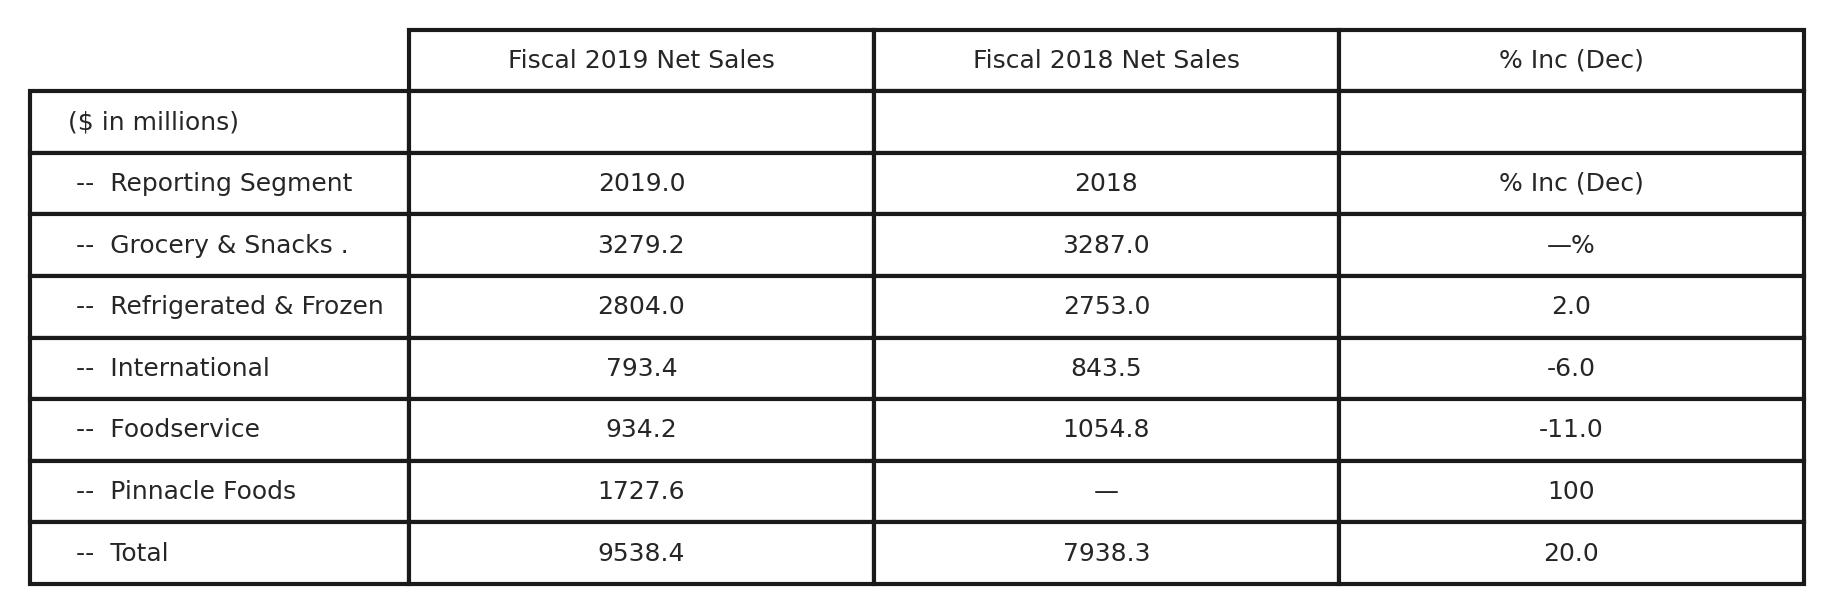 Fiscal 2019 Net Sales Fiscal 2018 Net Sales % Inc (Dec)
($ in millions)
-- Reporting Segment 2019.0 2018 % Inc (Dec)
-- Grocery & Snacks . 3279.2 3287.0 —%
-- Refrigerated & Frozen 2804.0 2753.0 2.0
-- International 793.4 843.5 -6.0
-- Foodservice 934.2 1054.8 -11.0
-- Pinnacle Foods 1727.6 — 100
-- Total 9538.4 7938.3 20.0